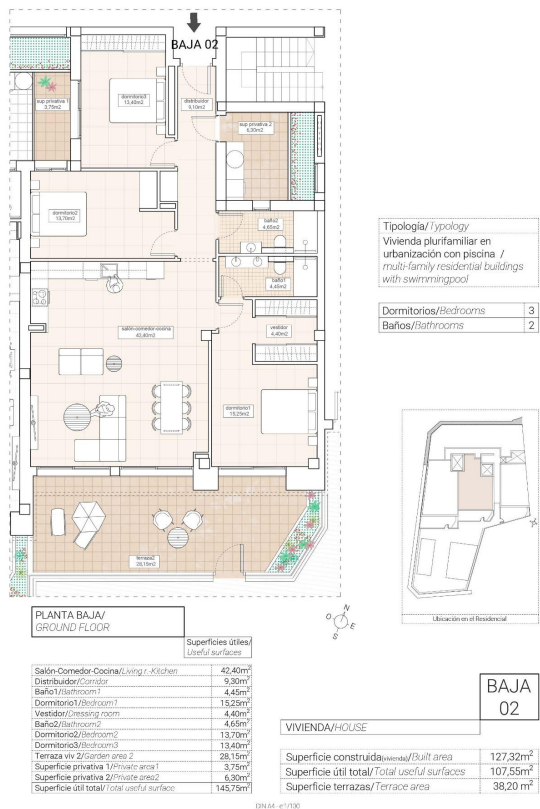 BAJA 02
dormitorio3
13,40m2
distribuidor
9,10m2
sup privativa 1
3,75m2
sup privativa 2
6,30m2
dormitorio2
13,70m2
baño2
4,65m2
baño1
4,45m2
salón-comedor-cocina
42,40m2
vestidor
4,40m2
dormitorio1
15,25m2
terraza2
28,15m2
Tipología/Typology
Vivienda plurifamiliar en
urbanización con piscina /
multi-family residential buildings
with swimmingpool
Dormitorios/Bedrooms 3
Baños/Bathrooms 2
Ubicación en el Residencial
N
O
E
S
PLANTA BAJA/
GROUND FLOOR
Superficies útiles/
Useful surfaces
Salón-Comedor-Cocina/Living r.-Kitchen 42,40m2
Distribuidor/Corridor 9,30m2
Baño1/Bathroom1 4,45m2
Dormitorio1/Bedroom1 15,25m2
Vestidor/Dressing room 4,40m2
Baño2/Bathroom2 4,65m2
Dormitorio2/Bedroom2 13,70m2
Dormitorio3/Bedroom3 13,40m2
Terraza viv 2/Garden area 2 28,15m2
Superficie privativa 1/Private area1 3,75m2
Superficie privativa 2/Private area2 6,30m2
Superficie útil total/Total useful surface 145,75m2
BAJA
02
VIVIENDA/HOUSE
Superficie construida(vivienda)/Built area 127,32m2
Superficie útil total/Total useful surfaces 107,55m2
Superficie terrazas/Terrace area 38,20 m2
DIN A4 - e1/100